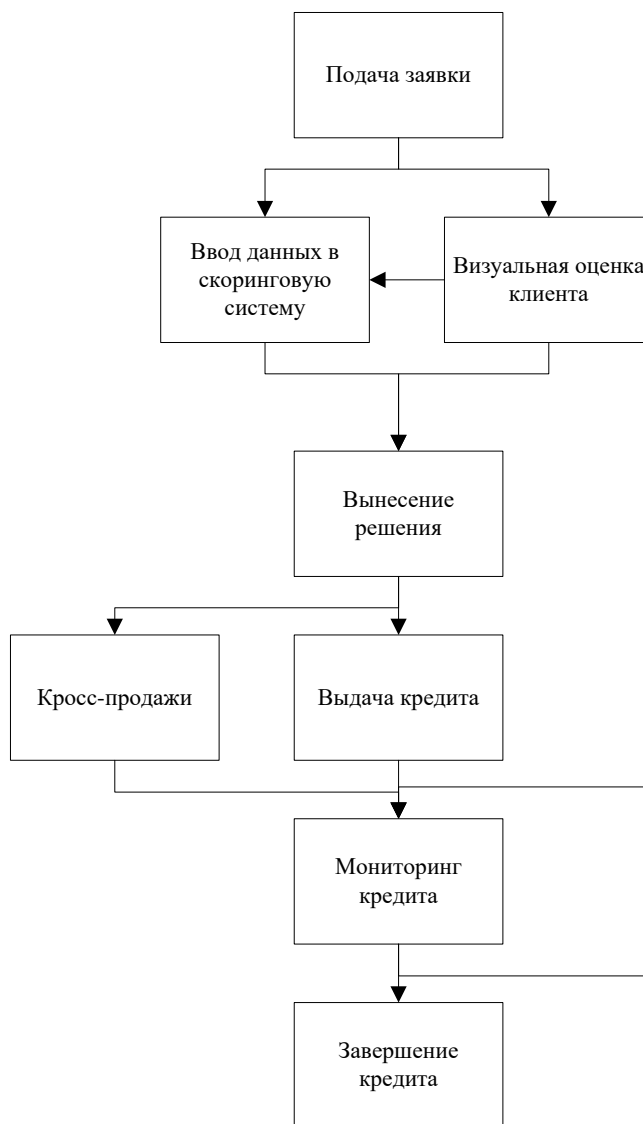 Подача заявки
Ввод данных в
скоринговую
систему
Визуальная оценка
клиента
Вынесение
решения
Кросс-продажи
Выдача кредита
Мониторинг
кредита
Завершение
кредита